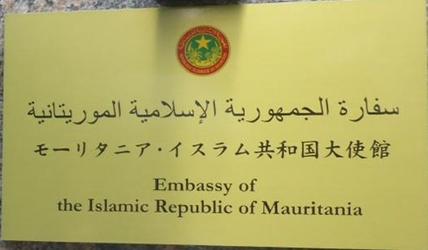 سفارة الجمهورية الإسلامية الموريتانية
モーリタニア・イスラム共和国大使館
Embassy of
the Islamic Republic of Mauritania